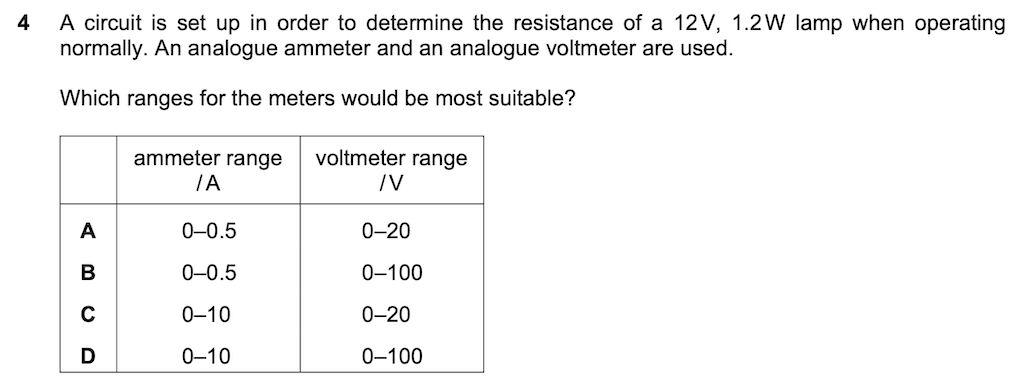 4 A circuit is set up in order to determine the resistance of a 12V, 1.2W lamp when operating
normally. An analogue ammeter and an analogue voltmeter are used.
Which ranges for the meters would be most suitable?
ammeter range voltmeter range
/A /V
A 0–0.5 0–20
B 0–0.5 0–100
C 0–10 0–20
D 0–10 0–100